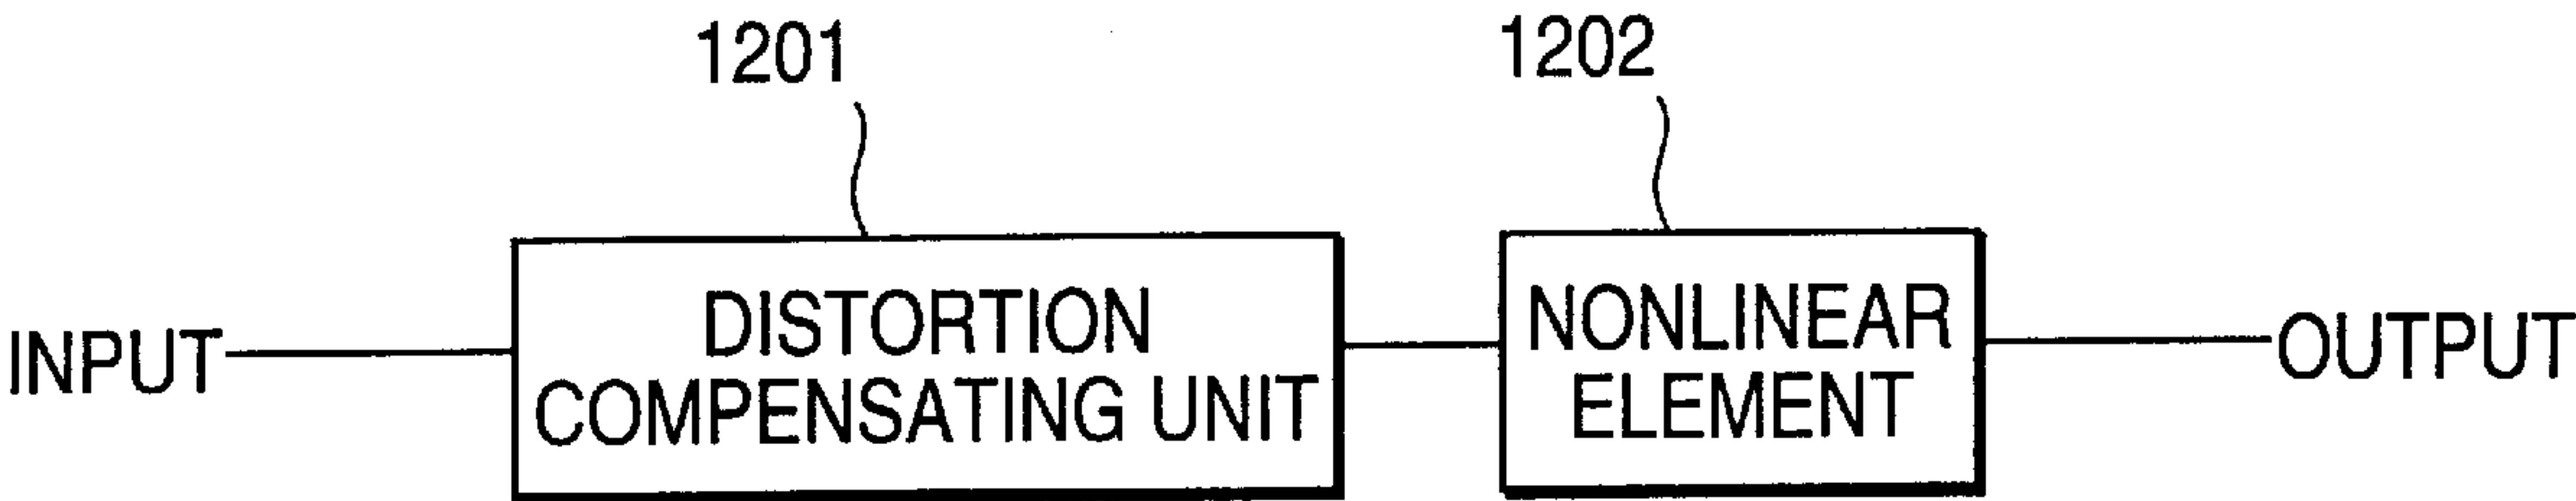 1201
1202
INPUT
DISTORTION
COMPENSATING UNIT
NONLINEAR
ELEMENT
OUTPUT